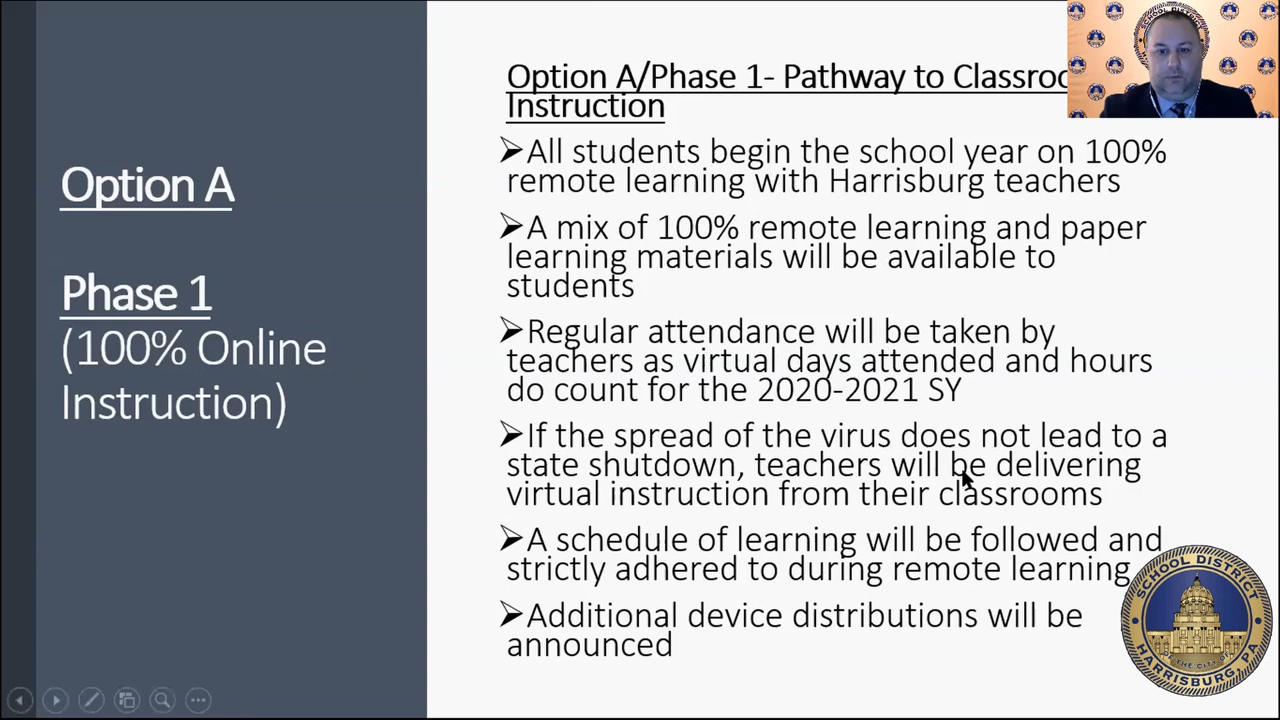 Option A
Phase 1
(100% Online
Instruction)
Option A/Phase 1- Pathway to
Instruction
All students begin the school year on 100%
remote learning with Harrisburg teachers
A mix of 100% remote learning and paper
learning materials will be available to
students
Regular attendance will be taken by
teachers as virtual days attended and hours
do count for the 2020-2021 SY
If the spread of the virus does not lead to a
state shutdown, teachers will be delivering
virtual instruction from their classrooms
A schedule of learning will be followed and
strictly adhered to during remote learning
Additional device distributions will be
announced
SCHOOL DISTRICT
OF THE CITY OF
HARRISBURG, PA